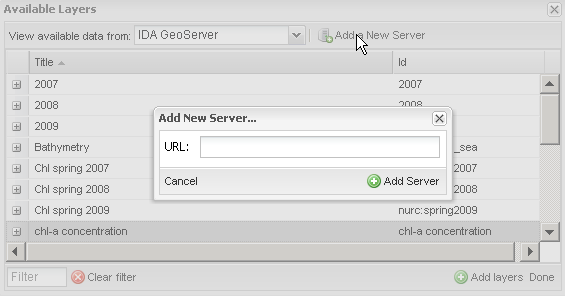 Available Layers
View available data from: IDA GeoServer Add a New Server
Title Id
2007 2007
2008 2008
2009
Add New Server...
Bathymetry _sea
URL:
Chl spring 2007 2007
Cancel Add Server
Chl spring 2008 2008
Chl spring 2009 nurc:spring2009
chl-a concentration chl-a concentration
Filter Clear filter Add layers Done